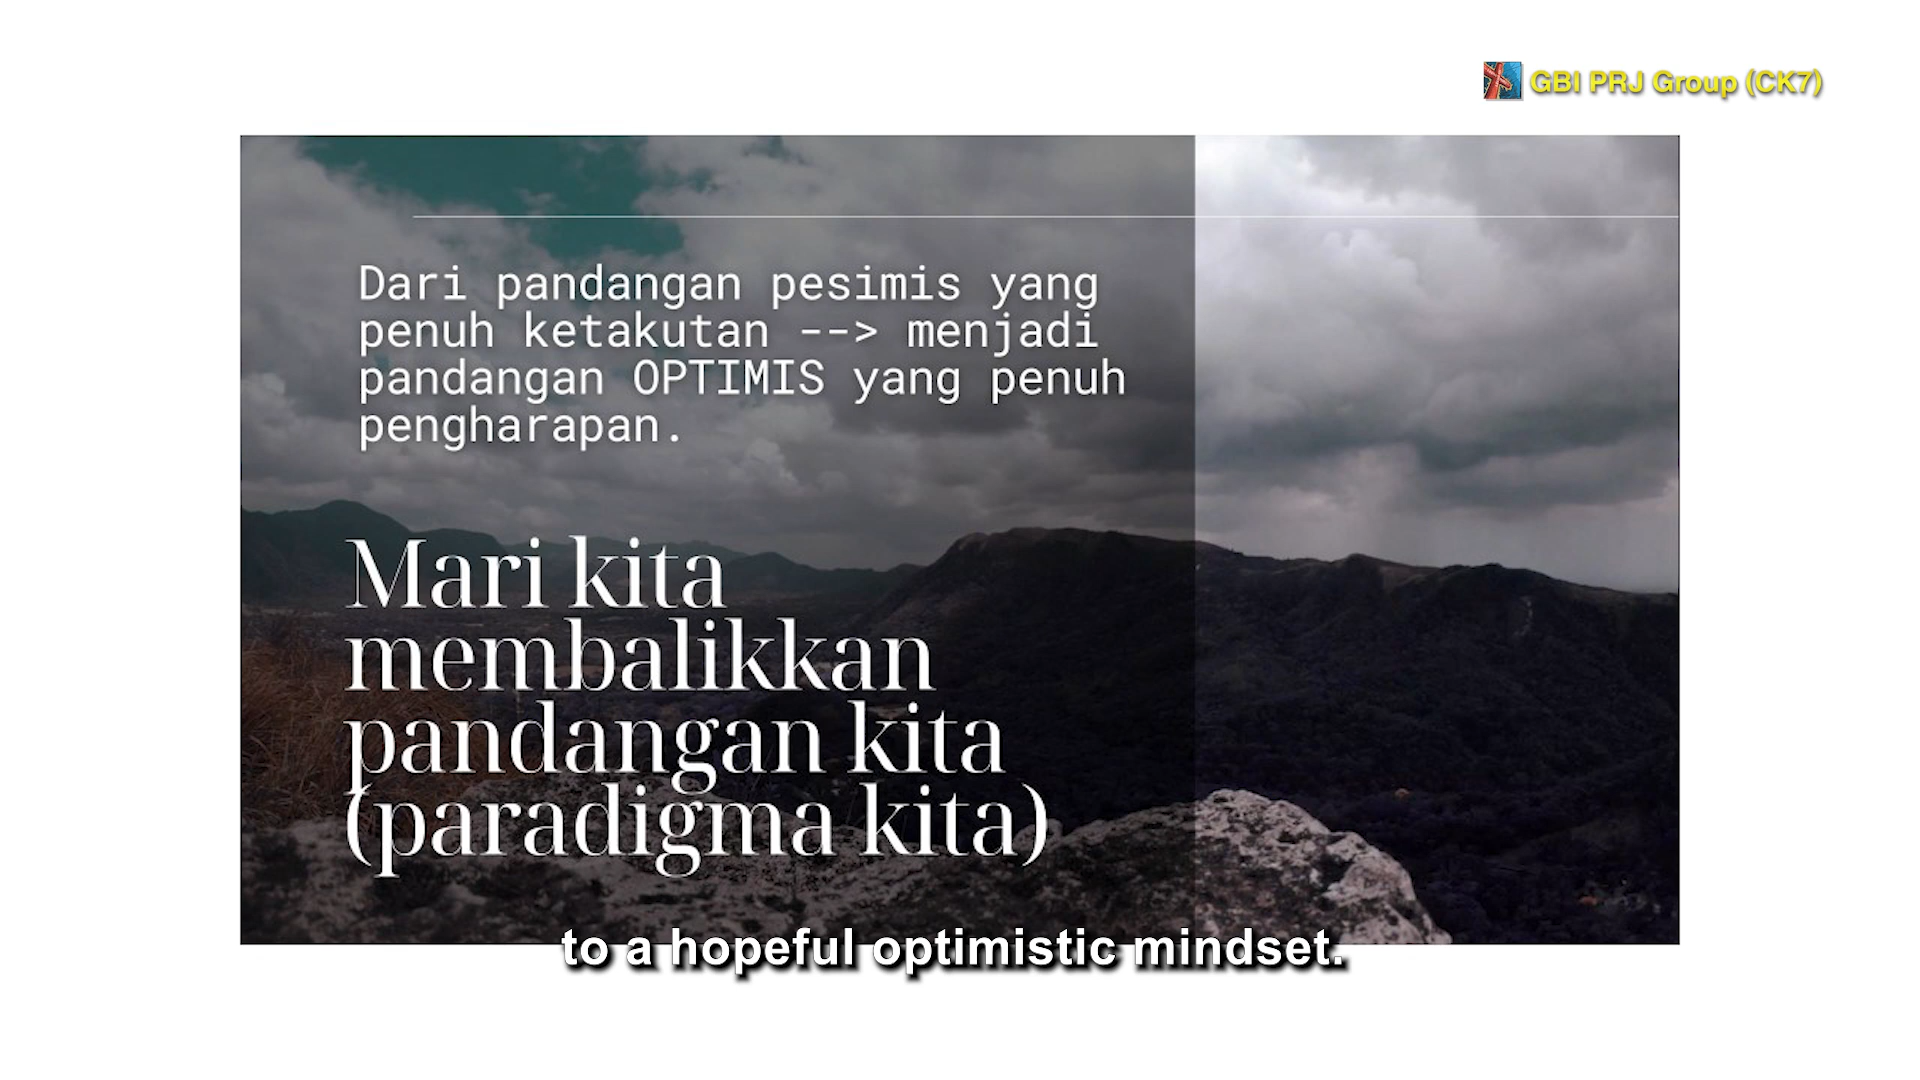 GBI PRJ Group (CK7)
Dari pandangan pesimis yang
penuh ketakutan --> menjadi
pandangan OPTIMIS yang penuh
pengharapan.
Mari kita
membalikkan
pandangan kita
(paradigma kita)
to a hopeful optimistic mindset.